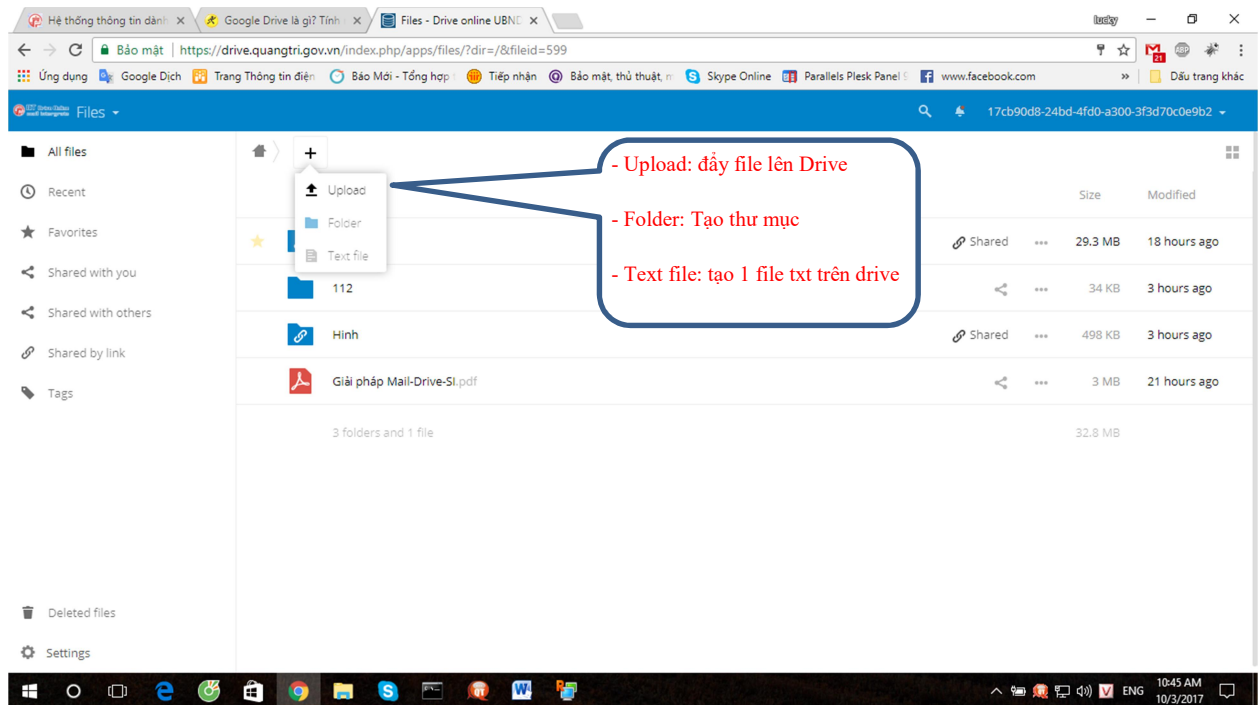 Hệ thống thông tin dành
Google Drive là gì? Tính
Files - Drive online UBND
lucky
Bảo mật | https://drive.quangtri.gov.vn/index.php/apps/files/?dir=/&fileid=599
21
ABP
Ứng dụng
Google Dịch
Trang Thông tin điện
Báo Mới - Tổng hợp
Tiếp nhận
Bảo mật, thủ thuật,
Skype Online
Parallels Plesk Panel 9
www.facebook.com
»
Dấu trang khác
Files
17cb90d8-24bd-4fd0-a300-3f3d70c0e9b2
All files
Recent
Favorites
Shared with you
Shared with others
Shared by link
Tags
Deleted files
Settings
+
Upload
Folder
Text file
- Upload: đẩy file lên Drive
- Folder: Tạo thư mục
- Text file: tạo 1 file txt trên drive
Size Modified
Shared ••• 29.3 MB 18 hours ago
112 ••• 34 KB 3 hours ago
Hinh Shared ••• 498 KB 3 hours ago
Giải pháp Mail-Drive-SI.pdf ••• 3 MB 21 hours ago
3 folders and 1 file 32.8 MB
ENG
10:45 AM
10/3/2017